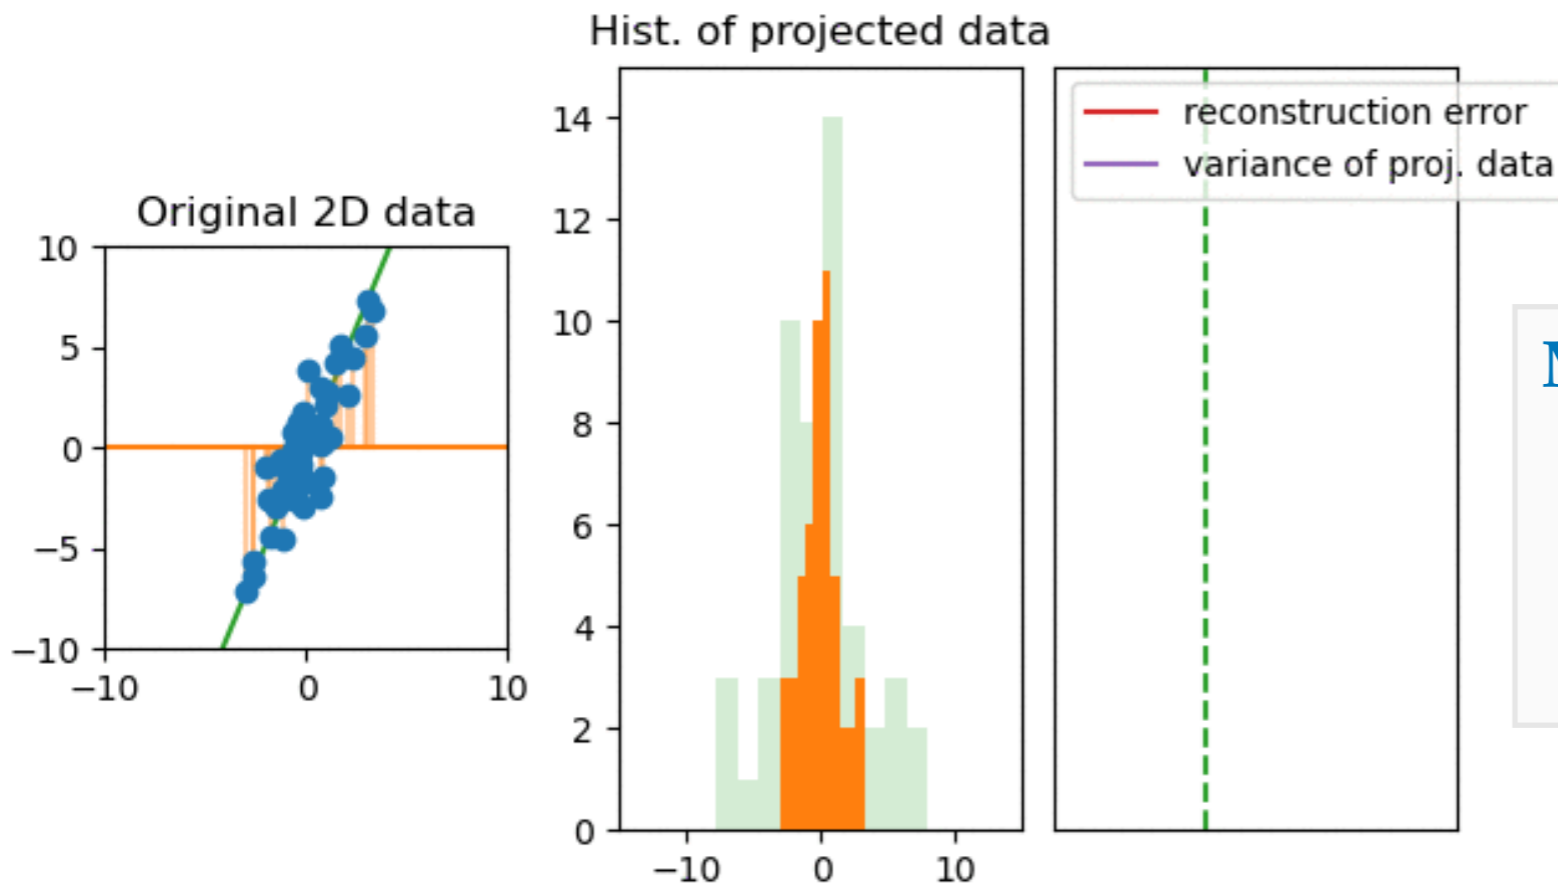 Hist. of projected data
14
12
10
8
6
4
2
0
−10 0 10
reconstruction error
variance of proj. data
Original 2D data
10
5
0
−5
−10
−10 0 10